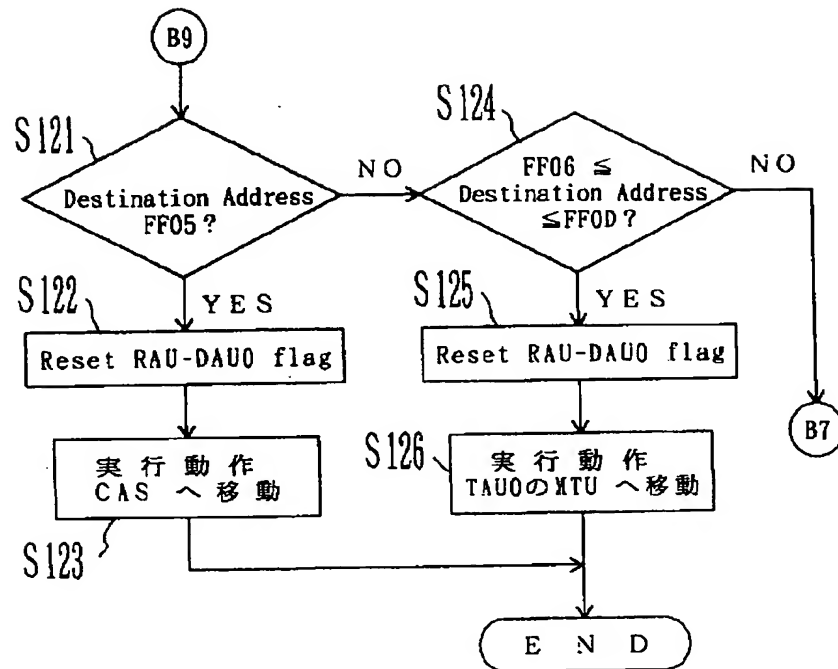 B9
S121
Destination Address
FF05?
NO
S124
FF06 ≦
Destination Address
≦FF0D?
NO
YES
S122
Reset RAU-DAU0 flag
YES
S125
Reset RAU-DAU0 flag
B7
実行動作
CAS へ移動
S123
S126
実行動作
TAU0のMTU へ移動
END